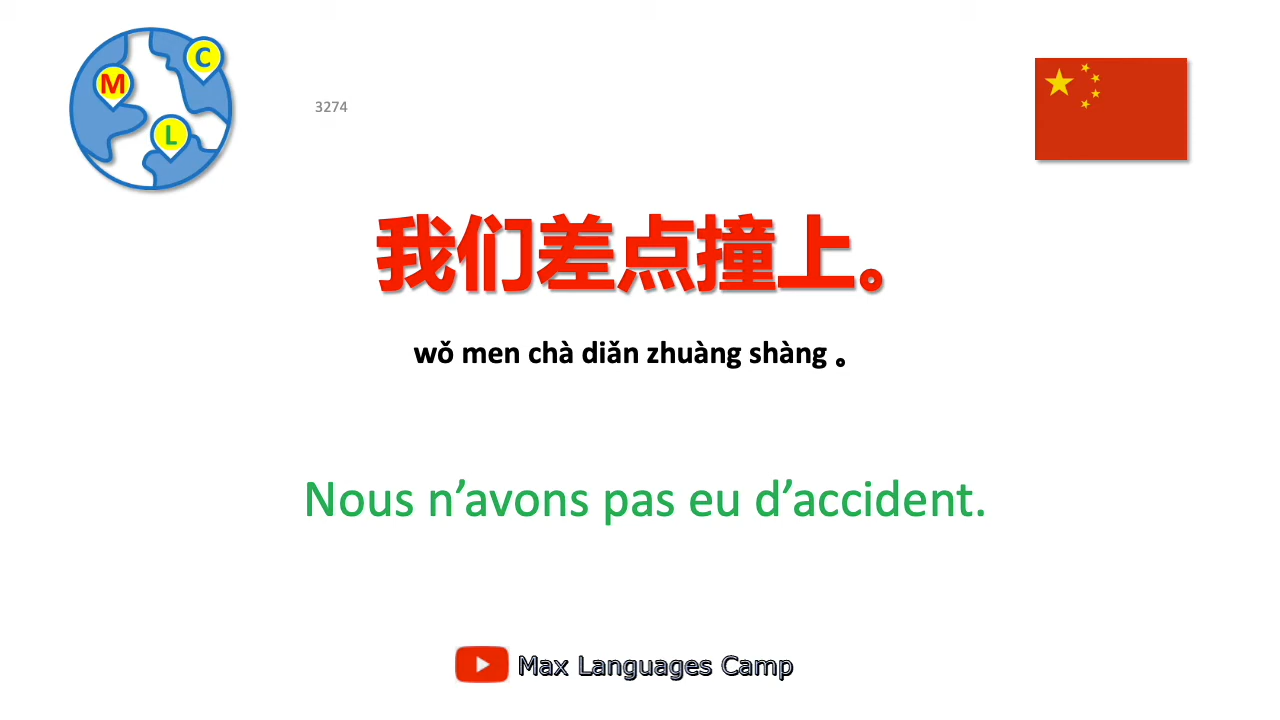 M
C
L
3274
我们差点撞上。
wǒ men chà diǎn zhuàng shàng 。
Nous n’avons pas eu d’accident.
Max Languages Camp